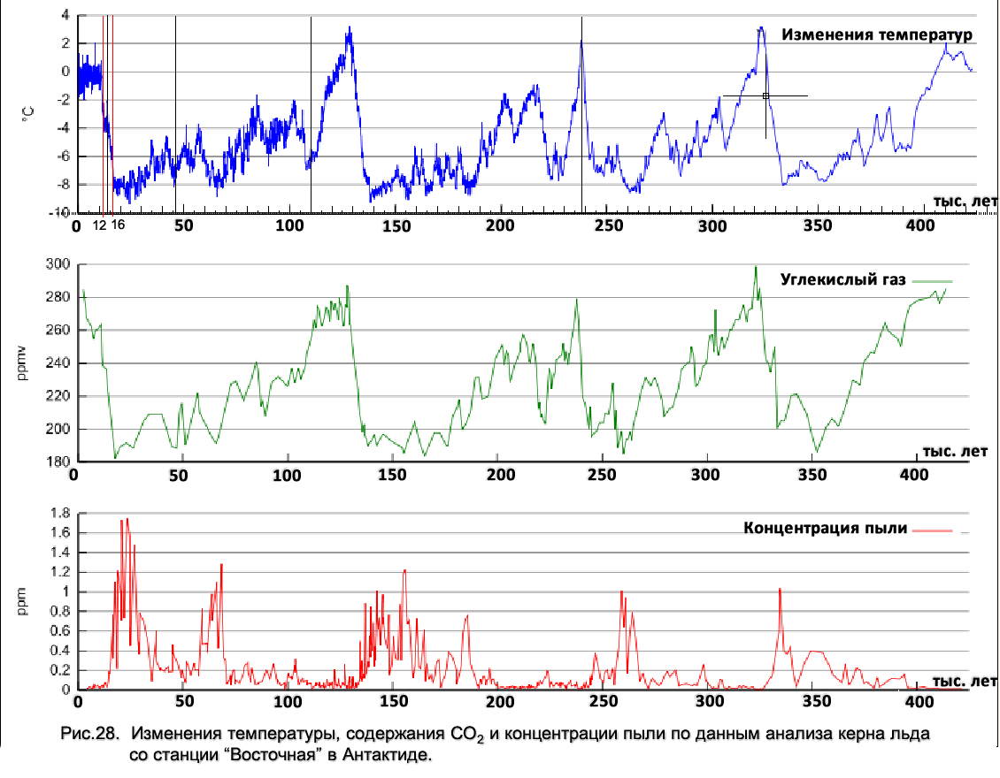 4
2
0
-2
-4
-6
-8
-10
°C
Изменения температур
тыс. лет
0 12 16 50 100 150 200 250 300 350 400
300
280
260
240
220
200
180
ppmv
Углекислый газ
тыс. лет
0 50 100 150 200 250 300 350 400
1.8
1.6
1.4
1.2
1
0.8
0.6
0.4
0.2
0
ppm
Концентрация пыли
тыс. лет
0 50 100 150 200 250 300 350 400
Рис.28. Изменения температуры, содержания CO₂ и концентрации пыли по данным анализа керна льда
со станции “Восточная” в Антактиде.